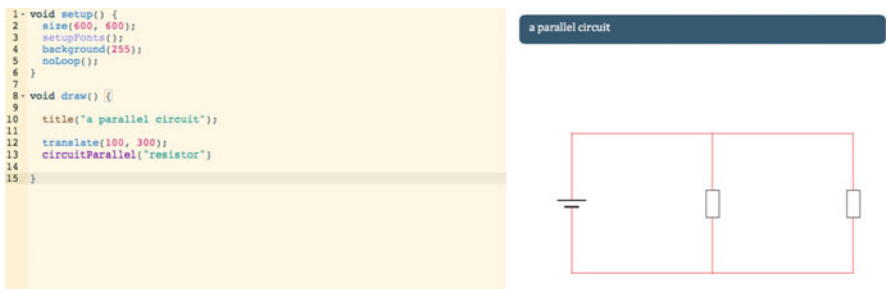 1 void setup() {
2 size(600, 600);
3 setupFonts();
4 background(255);
5 noLoop();
6 }
7
8 void draw() {
9
10 title("a parallel circuit");
11
12 translate(100, 300);
13 circuitParallel("resistor")
14
15 }
a parallel circuit